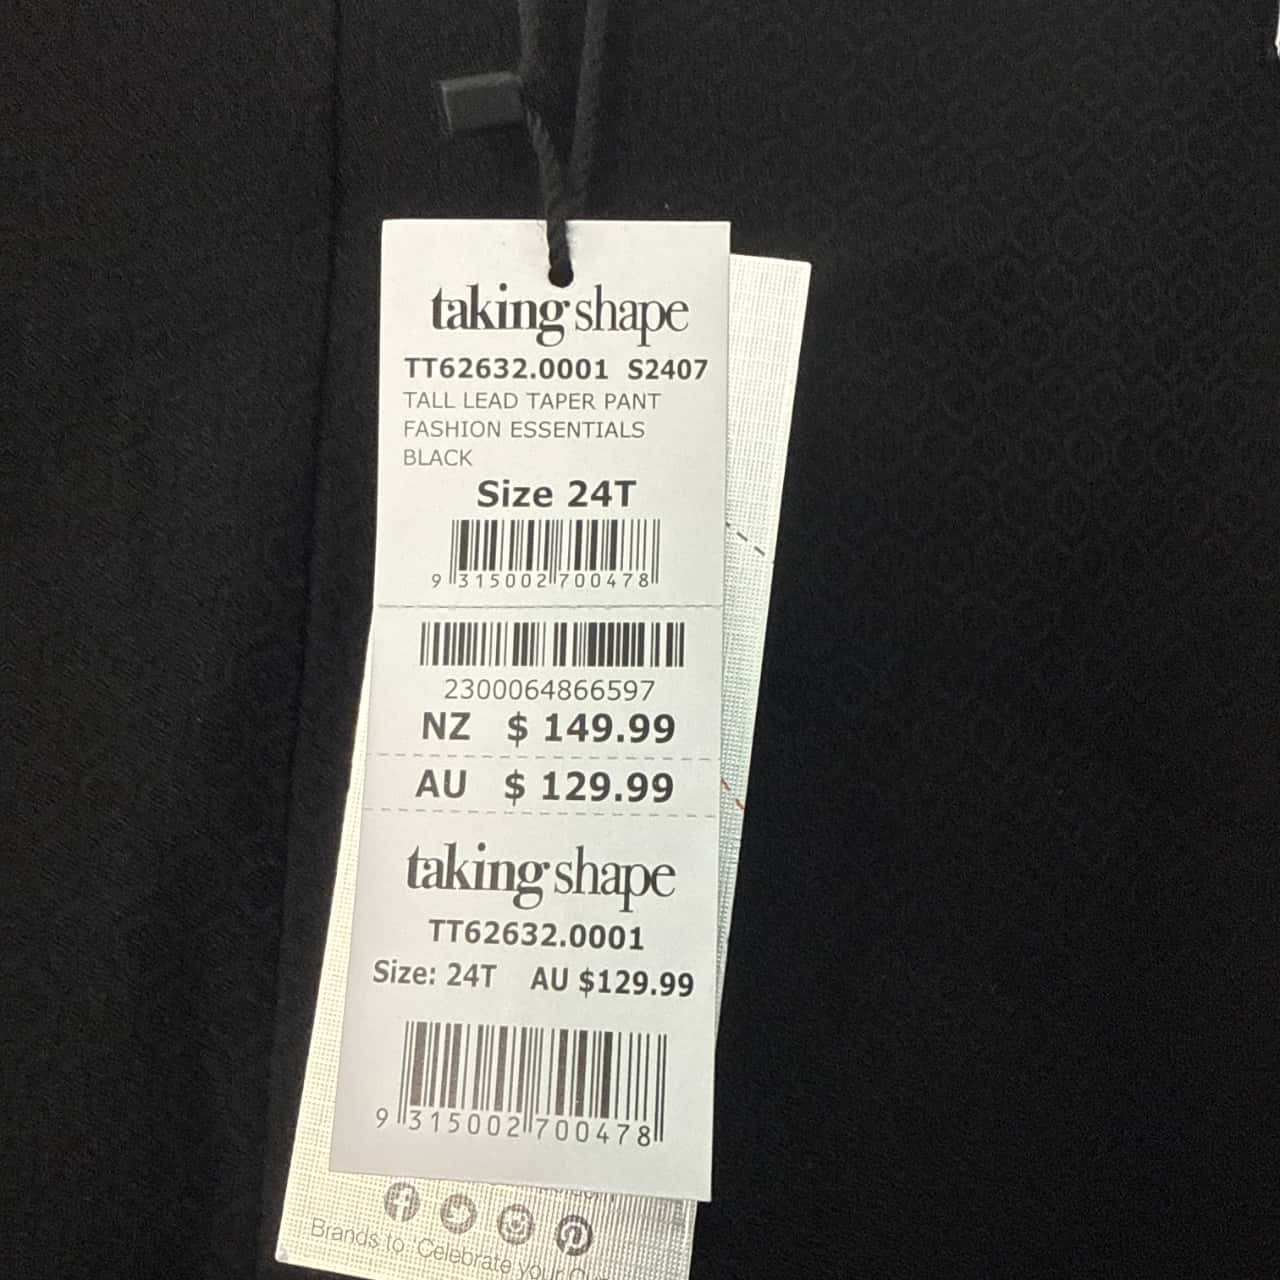 taking shape
TT62632.0001 S2407
TALL LEAD TAPER PANT
FASHION ESSENTIALS
BLACK
Size 24T
9 315002 700478
2300064866597
NZ $ 149.99
AU $ 129.99
taking shape
TT62632.0001
Size: 24T AU $129.99
9 315002 700478
Brands to 'Celebrate your